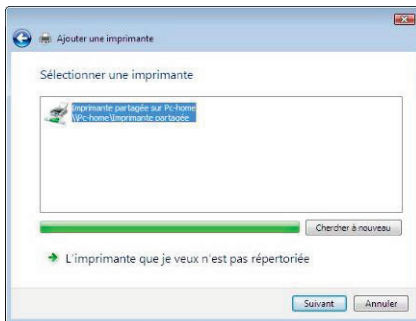 Ajouter une imprimante
Sélectionner une imprimante
Imprimante partagée sur Pc-home
\\Pc-home\Imprimante partagée
Chercher à nouveau
L'imprimante que je veux n'est pas répertoriée
Suivant
Annuler